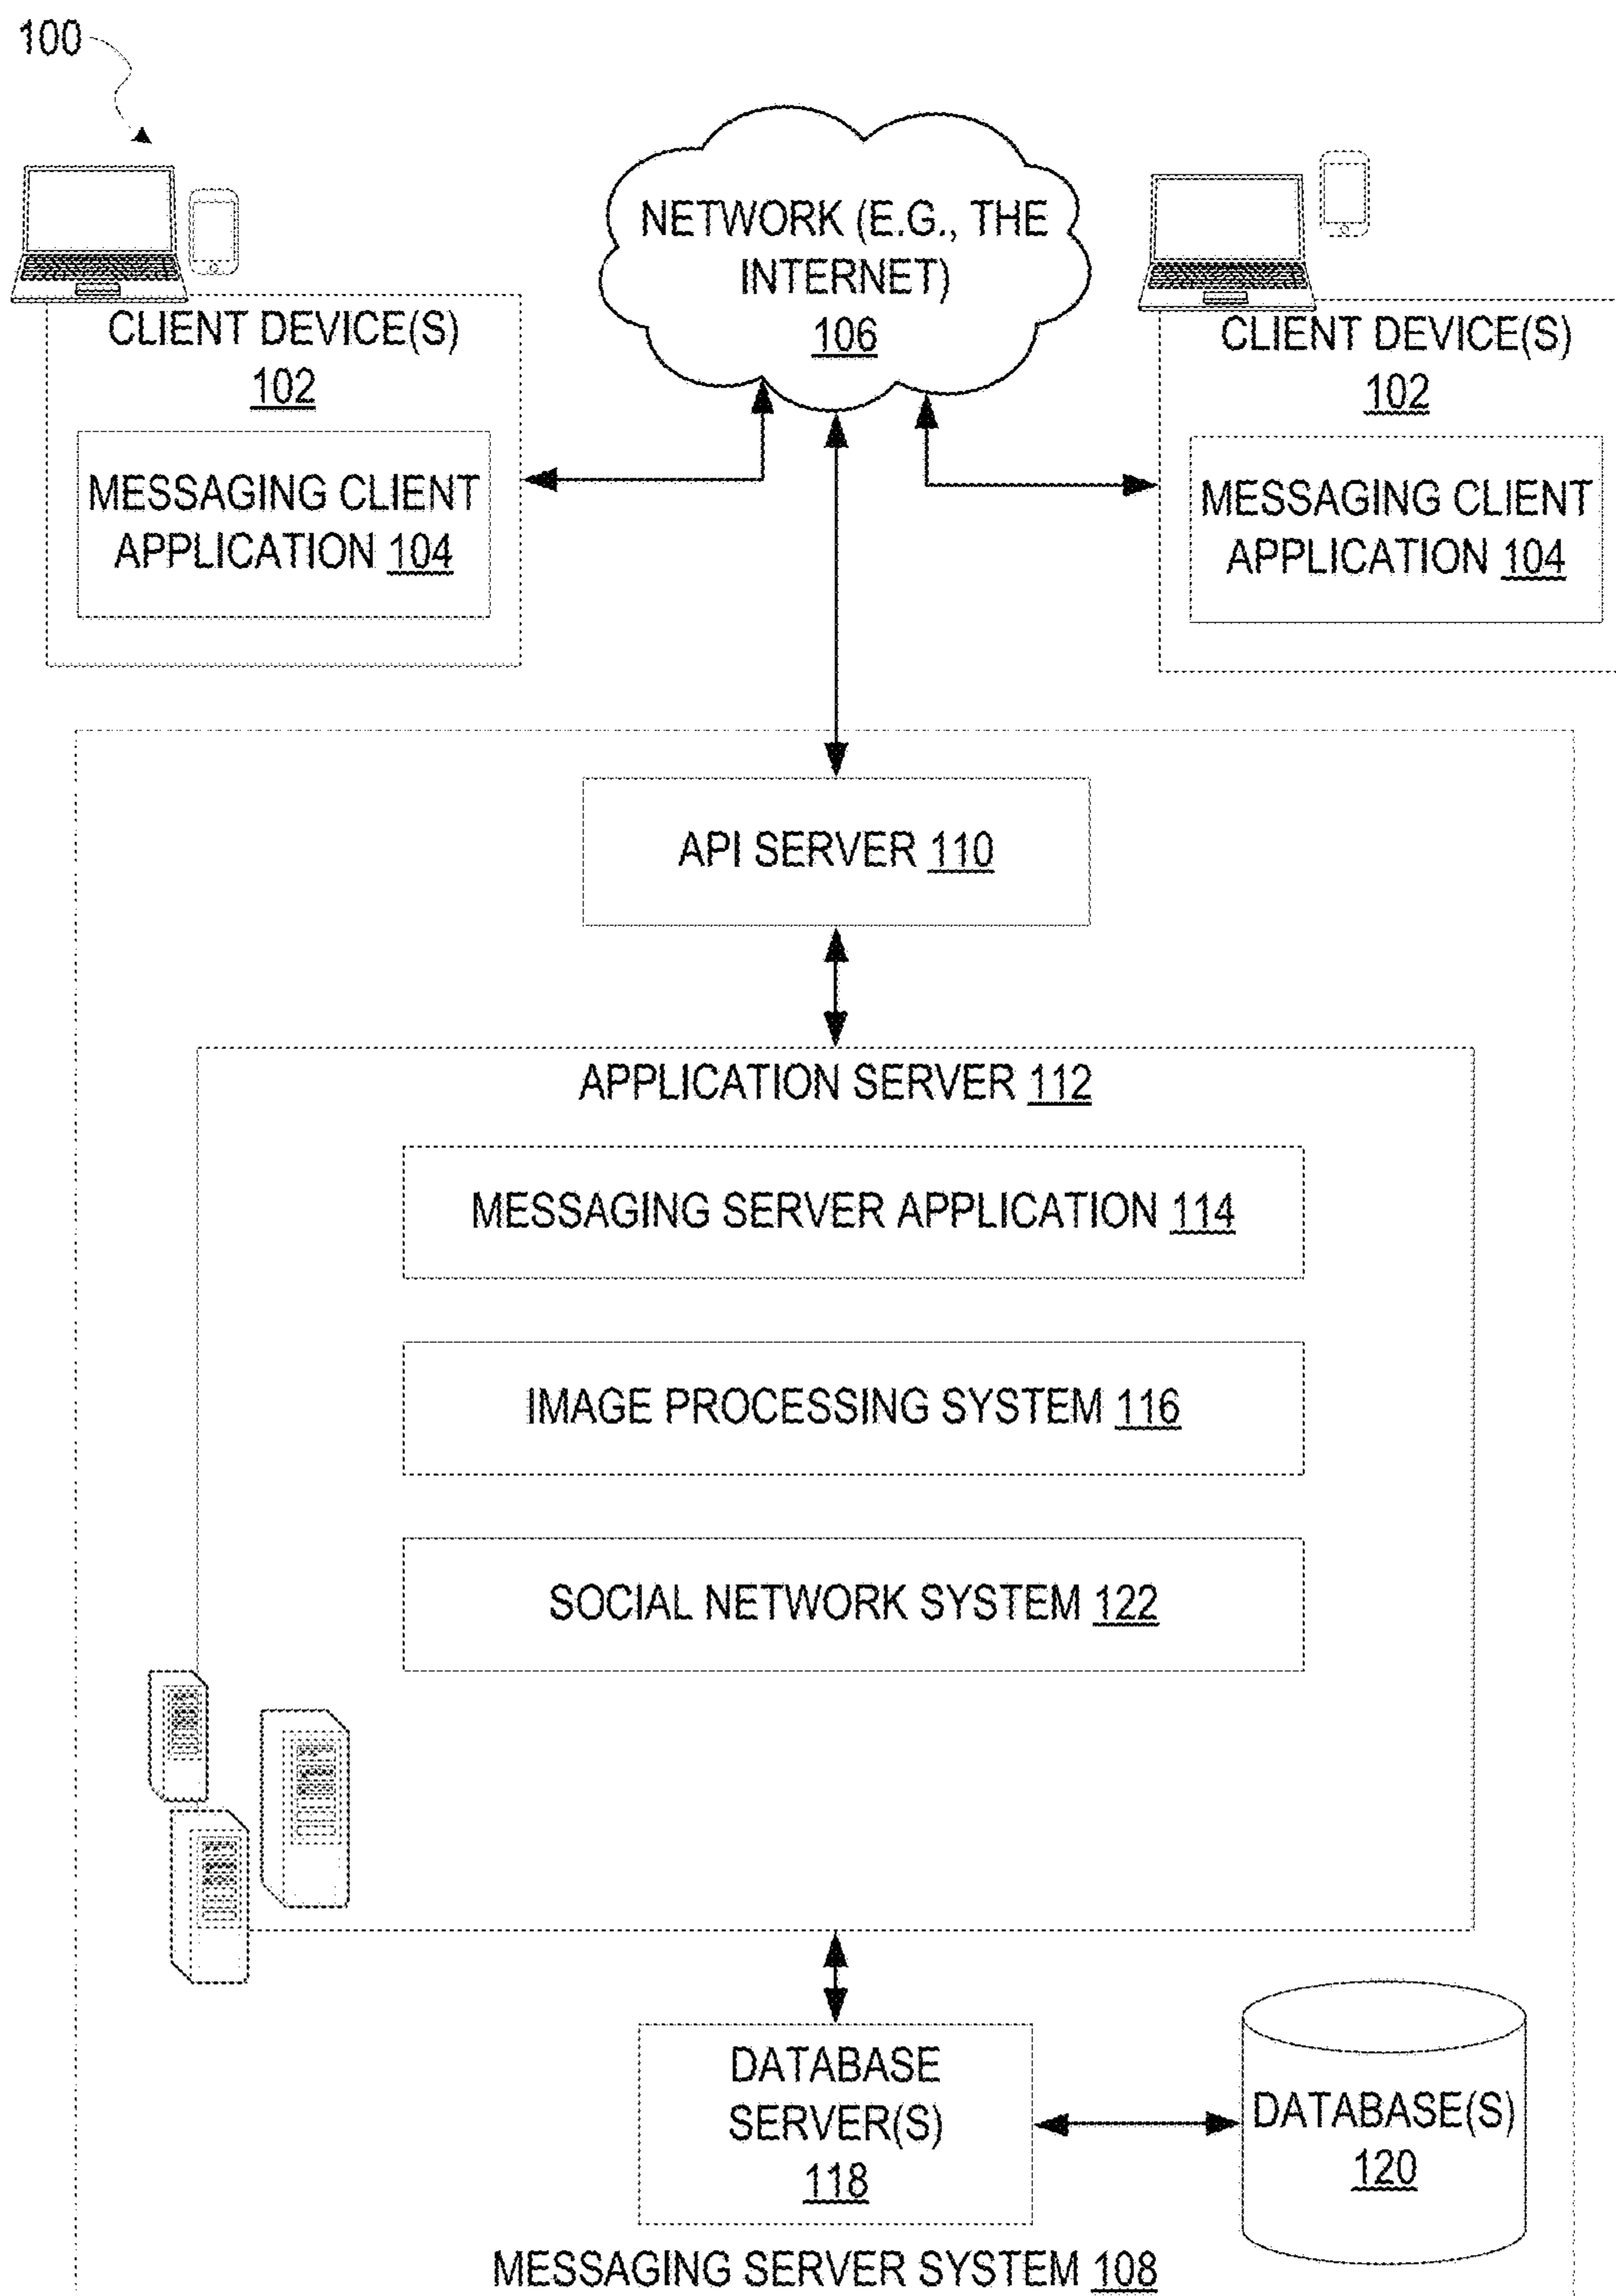 100
NETWORK (E.G., THE
INTERNET)
106
CLIENT DEVICE(S)
102
MESSAGING CLIENT
APPLICATION 104
CLIENT DEVICE(S)
102
MESSAGING CLIENT
APPLICATION 104
API SERVER 110
APPLICATION SERVER 112
MESSAGING SERVER APPLICATION 114
IMAGE PROCESSING SYSTEM 116
SOCIAL NETWORK SYSTEM 122
DATABASE
SERVER(S)
118
DATABASE(S)
120
MESSAGING SERVER SYSTEM 108